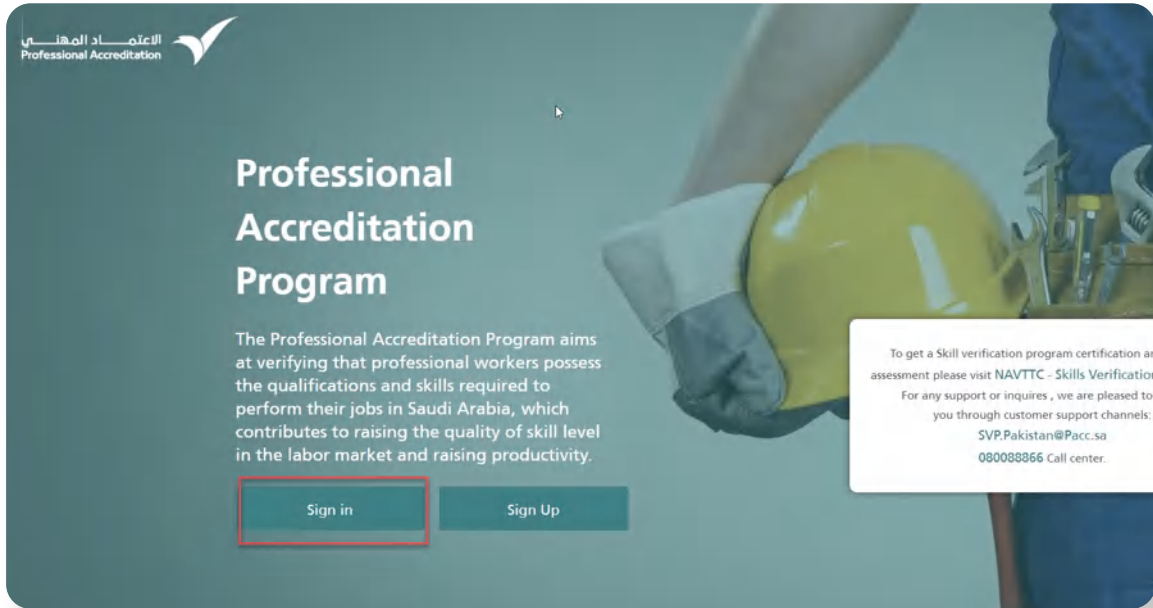 الاعتماد المهني
Professional Accreditation
Professional
Accreditation
Program
The Professional Accreditation Program aims
at verifying that professional workers possess
the qualifications and skills required to
perform their jobs in Saudi Arabia, which
contributes to raising the quality of skill level
in the labor market and raising productivity.
Sign in
Sign Up
To get a Skill verification program certification
assessment please visit NAVTTC - Skills Verification
For any support or inquires , we are pleased to
you through customer support channels:
SVP.Pakistan@Pacc.sa
080088866 Call center.